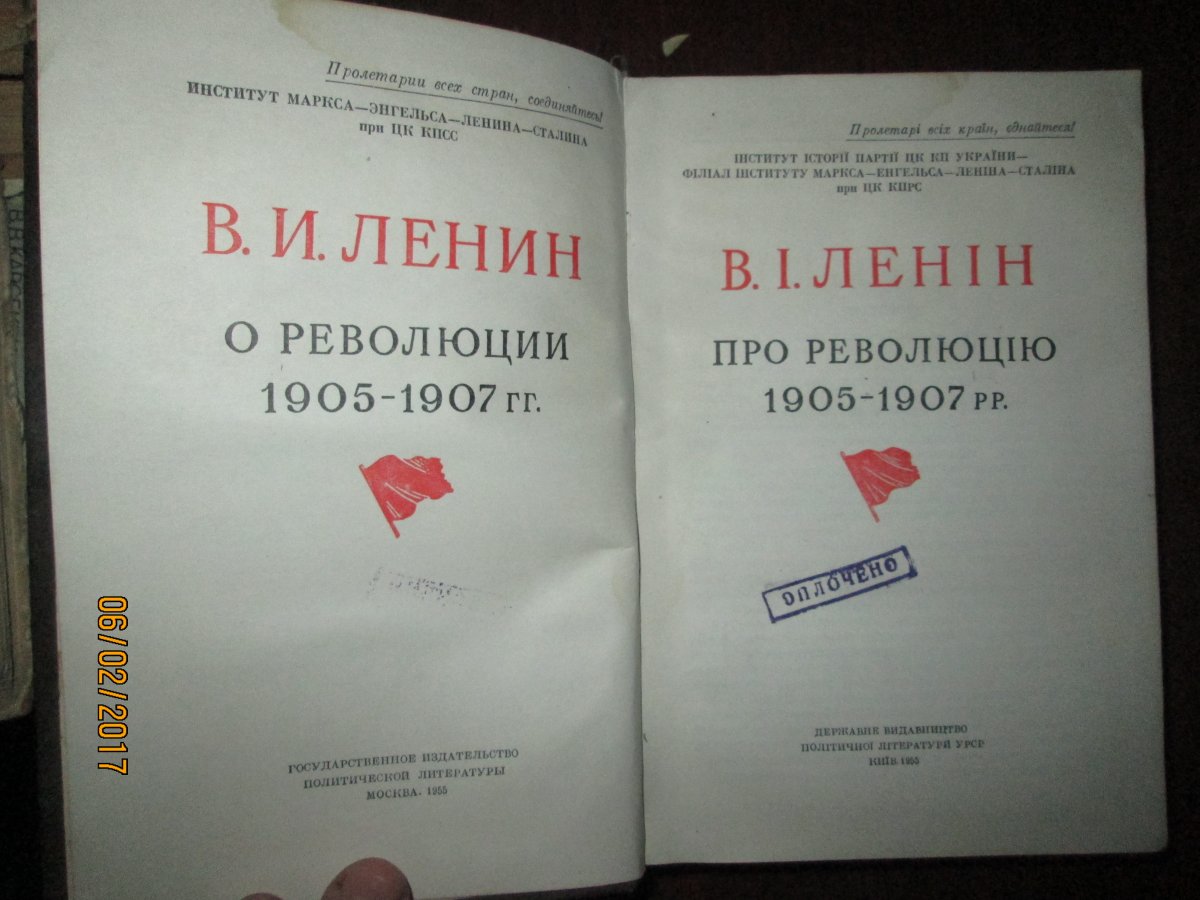 Пролетарии всех стран, соединяйтесь!
ИНСТИТУТ МАРКСА—ЭНГЕЛЬСА—ЛЕНИНА—СТАЛИНА
при ЦК КПСС
В. И. ЛЕНИН
О РЕВОЛЮЦИИ
1905-1907 ГГ.
ГОСУДАРСТВЕННОЕ ИЗДАТЕЛЬСТВО
ПОЛИТИЧЕСКОЙ ЛИТЕРАТУРЫ
МОСКВА. 1955
Пролетарі всіх країн, єднайтеся!
ІНСТИТУТ ІСТОРІЇ ПАРТІЇ ЦК КП УКРАЇНИ—
ФІЛІАЛ ІНСТИТУТУ МАРКСА—ЕНГЕЛЬСА—ЛЕНІНА—СТАЛІНА
при ЦК КПРС
В. І. ЛЕНІН
ПРО РЕВОЛЮЦІЮ
1905-1907 РР.
ОПЛОЧЕНО
ДЕРЖАВНЕ ВИДАВНИЦТВО
ПОЛІТИЧНОЇ ЛІТЕРАТУРИ УРСР
КИЇВ 1955
06/02/2017